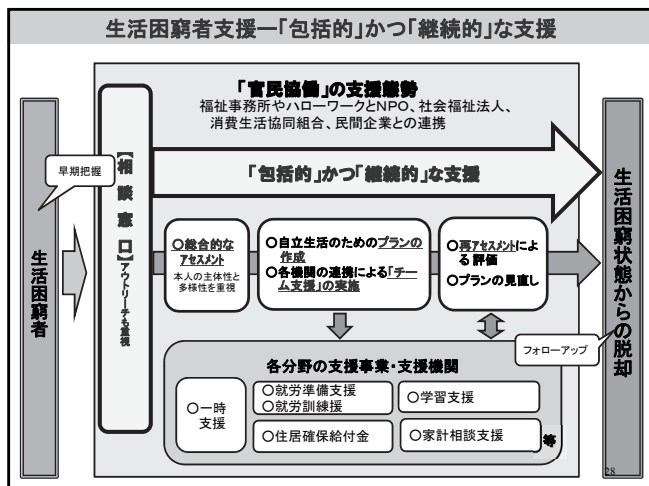 生活困窮者支援―「包括的」かつ「継続的」な支援
「官民協働」の支援態勢
福祉事務所やハローワークとNPO、社会福祉法人、
消費生活協同組合、民間企業との連携
生活困窮者
早期把握
【相談窓口】アウトリーチも重視
「包括的」かつ「継続的」な支援
〇総合的な
アセスメント
本人の主体性と
多様性を重視
〇自立生活のためのプランの
作成
〇各機関の連携による「チー
ム支援」の実施
〇再アセスメントによ
る評価
〇プランの見直し
生活困窮状態からの脱却
フォローアップ
各分野の支援事業・支援機関
〇一時
支援
〇就労準備支援
〇就労訓練援
〇学習支援
〇住居確保給付金
〇家計相談支援
等
28